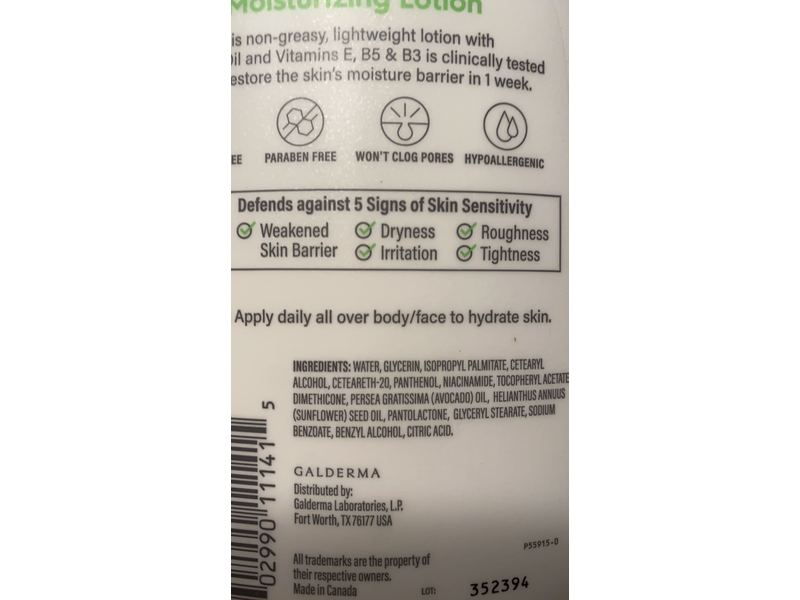 Moisturizing Lotion
is non-greasy, lightweight lotion with
Oil and Vitamins E, B5 & B3 is clinically tested
estore the skin's moisture barrier in 1 week.
EE PARABEN FREE WON'T CLOG PORES HYPOALLERGENIC
Defends against 5 Signs of Skin Sensitivity
Weakened Skin Barrier
Dryness
Irritation
Roughness
Tightness
Apply daily all over body/face to hydrate skin.
INGREDIENTS: WATER, GLYCERIN, ISOPROPYL PALMITATE, CETEARYL
ALCOHOL, CETEARETH-20, PANTHENOL, NIACINAMIDE, TOCOPHERYL ACETATE
DIMETHICONE, PERSEA GRATISSIMA (AVOCADO) OIL, HELIANTHUS ANNUUS
(SUNFLOWER) SEED OIL, PANTOLACTONE, GLYCERYL STEARATE, SODIUM
BENZOATE, BENZYL ALCOHOL, CITRIC ACID.
02990 11141 5
GALDERMA
Distributed by:
Galderma Laboratories, L.P.
Fort Worth, TX 76177 USA
P55915-0
All trademarks are the property of
their respective owners.
Made in Canada
LOT: 352394